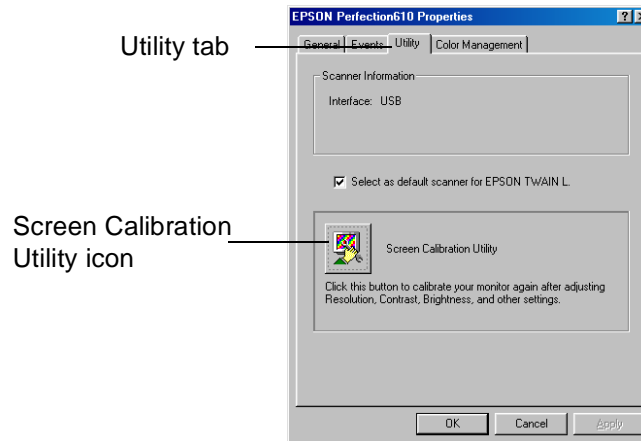 EPSON Perfection610 Properties
Utility tab
General Events Utility Color Management
Scanner Information
Interface: USB
Select as default scanner for EPSON TWAIN L.
Screen Calibration
Utility icon
Screen Calibration Utility
Click this button to calibrate your monitor again after adjusting
Resolution, Contrast, Brightness, and other settings.
OK Cancel Apply